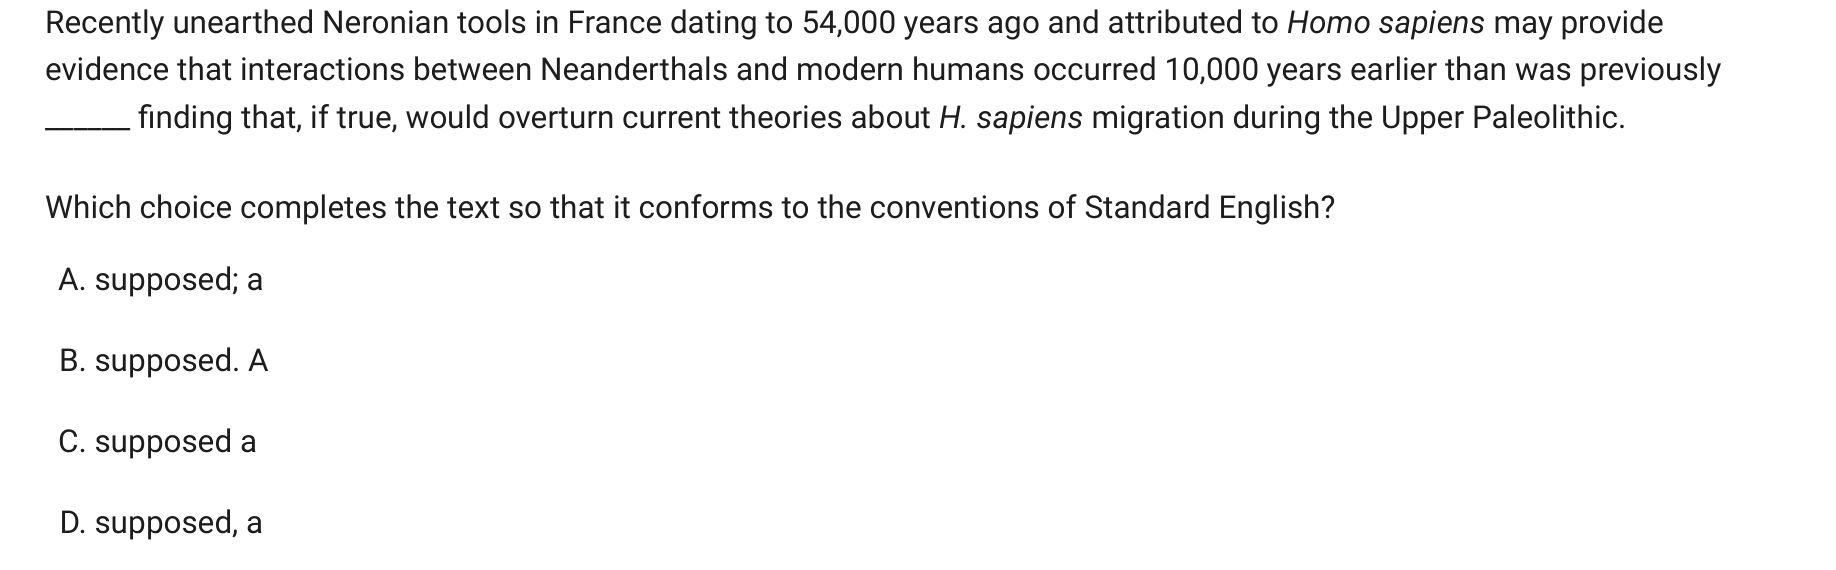 Recently unearthed Neronian tools in France dating to 54,000 years ago and attributed to Homo sapiens may provide
evidence that interactions between Neanderthals and modern humans occurred 10,000 years earlier than was previously
______ finding that, if true, would overturn current theories about H. sapiens migration during the Upper Paleolithic.
Which choice completes the text so that it conforms to the conventions of Standard English?
A. supposed; a
B. supposed. A
C. supposed a
D. supposed, a